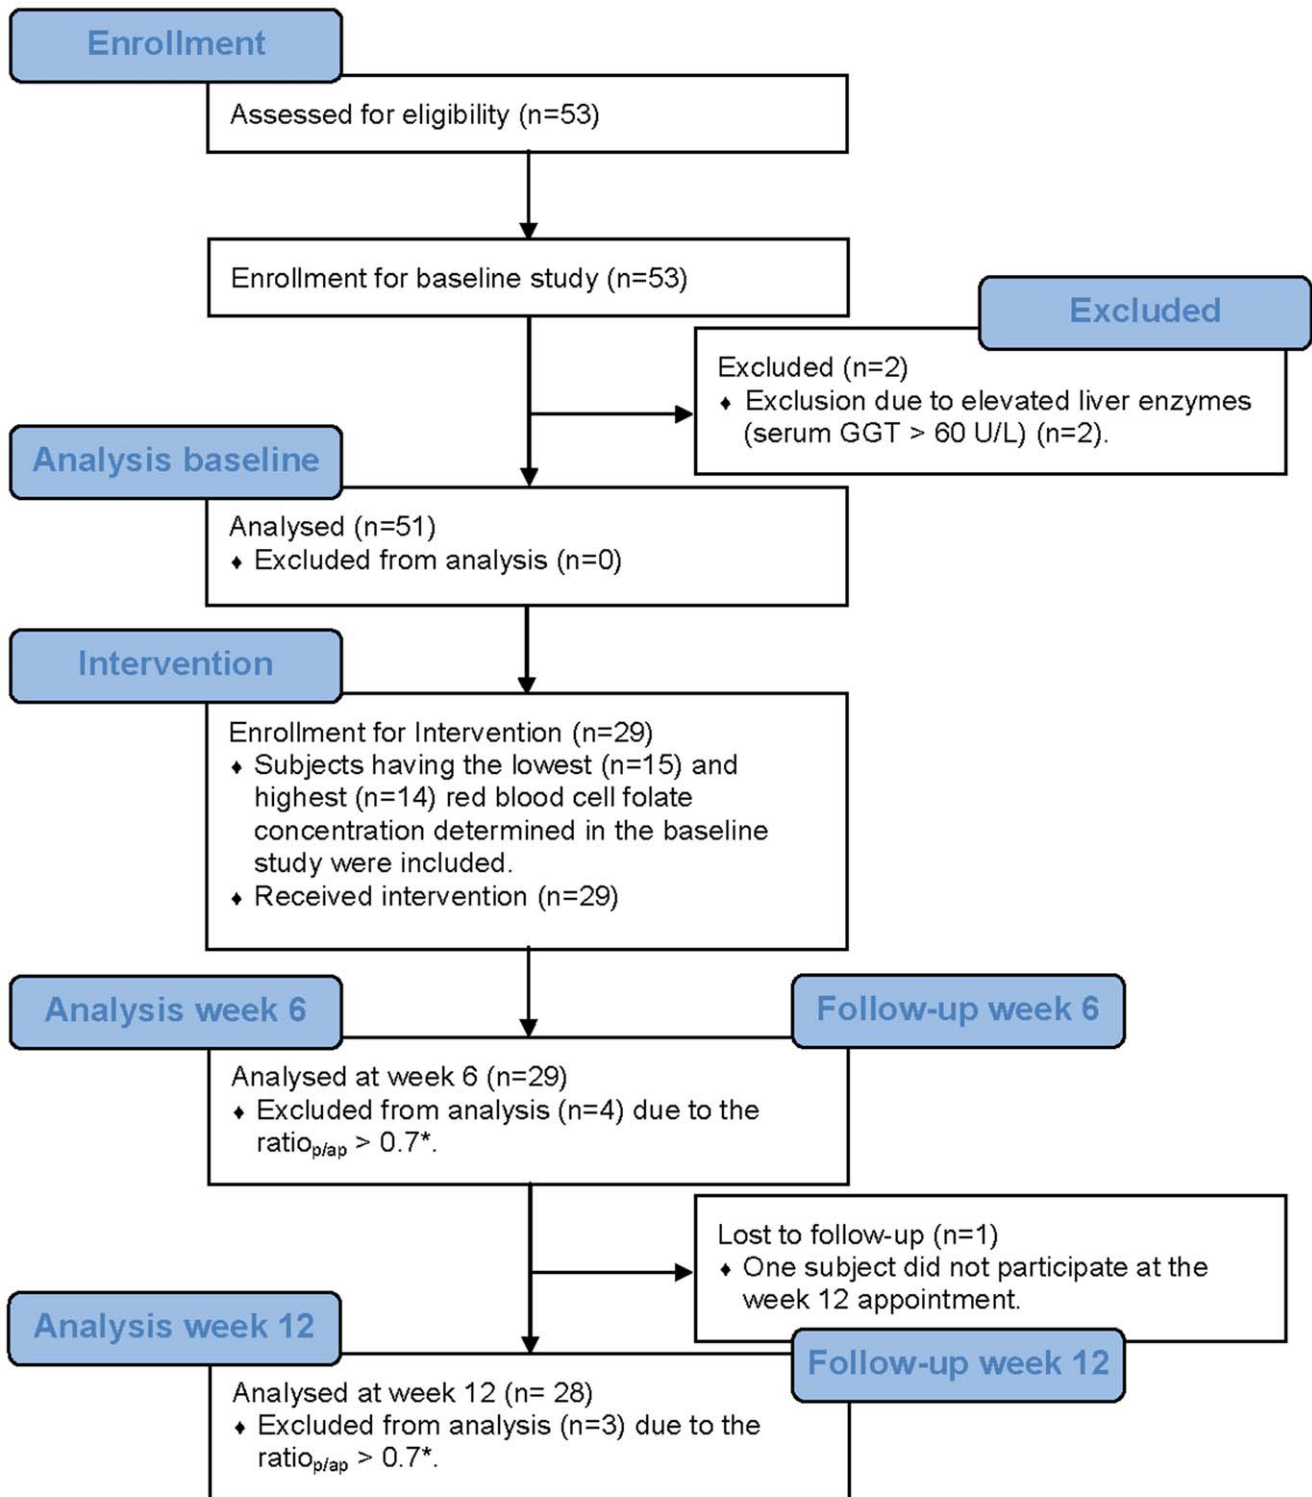 Enrollment
Assessed for eligibility (n=53)
Enrollment for baseline study (n=53)
Excluded
Excluded (n=2)
♦ Exclusion due to elevated liver enzymes
(serum GGT > 60 U/L) (n=2).
Analysis baseline
Analysed (n=51)
♦ Excluded from analysis (n=0)
Intervention
Enrollment for Intervention (n=29)
♦ Subjects having the lowest (n=15) and
highest (n=14) red blood cell folate
concentration determined in the baseline
study were included.
♦ Received intervention (n=29)
Analysis week 6
Follow-up week 6
Analysed at week 6 (n=29)
♦ Excluded from analysis (n=4) due to the
ratio p/ap > 0.7*.
Lost to follow-up (n=1)
♦ One subject did not participate at the
week 12 appointment.
Analysis week 12
Follow-up week 12
Analysed at week 12 (n= 28)
♦ Excluded from analysis (n=3) due to the
ratio p/ap > 0.7*.